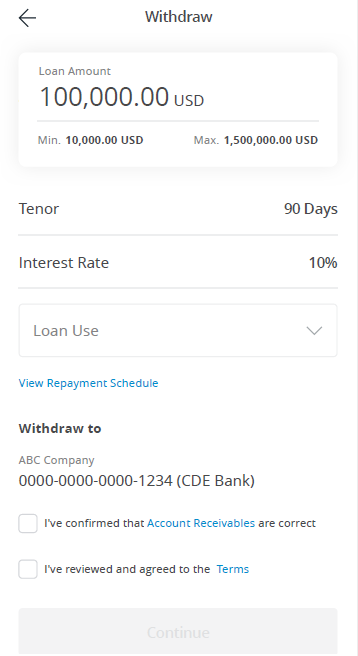 Withdraw
Loan Amount
100,000.00 USD
Min. 10,000.00 USD Max. 1,500,000.00 USD
Tenor 90 Days
Interest Rate 10%
Loan Use
View Repayment Schedule
Withdraw to
ABC Company
0000-0000-0000-1234 (CDE Bank)
I've confirmed that Account Receivables are correct
I've reviewed and agreed to the Terms
Continue